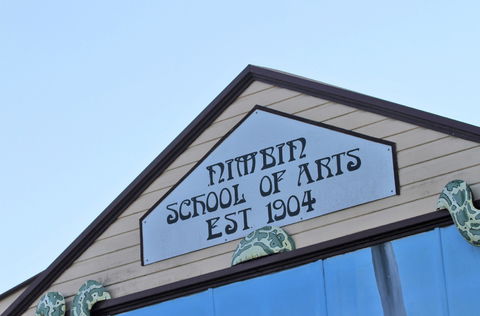 NIMBIN
SCHOOL OF ARTS
EST 1904